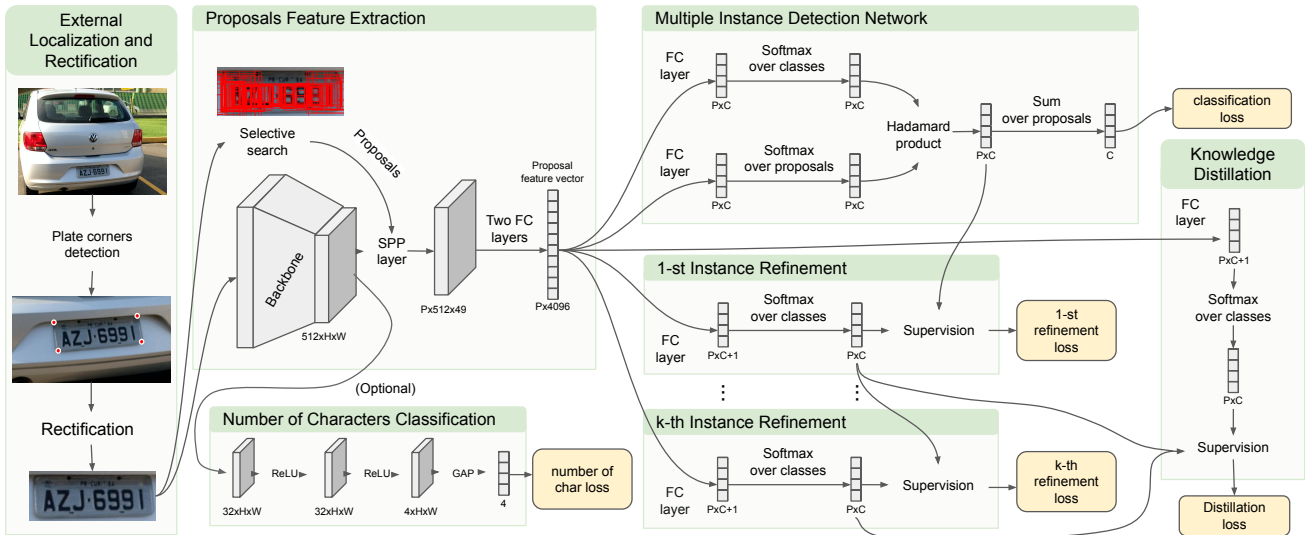 External
Localization and
Rectification
AZJ 6991
Plate corners
detection
AZJ·6991
Rectification
AZJ·6991
Proposals Feature Extraction
Selective
search
Proposals
Backbone
512xHxW
SPP
layer
Px512x49
Two FC
layers
Proposal
feature vector
Px4096
(Optional)
Number of Characters Classification
32xHxW
ReLU
32xHxW
ReLU
4xHxW
GAP
4
number of
char loss
Multiple Instance Detection Network
FC
layer
PxC
Softmax
over classes
PxC
FC
layer
PxC
Softmax
over proposals
PxC
Hadamard
product
PxC
Sum
over proposals
C
classification
loss
1-st Instance Refinement
FC
layer
PxC+1
Softmax
over classes
PxC
Supervision
1-st
refinement
loss
k-th Instance Refinement
FC
layer
PxC+1
Softmax
over classes
PxC
Supervision
k-th
refinement
loss
Knowledge
Distillation
FC
layer
PxC+1
Softmax
over classes
PxC
Supervision
Distillation
loss